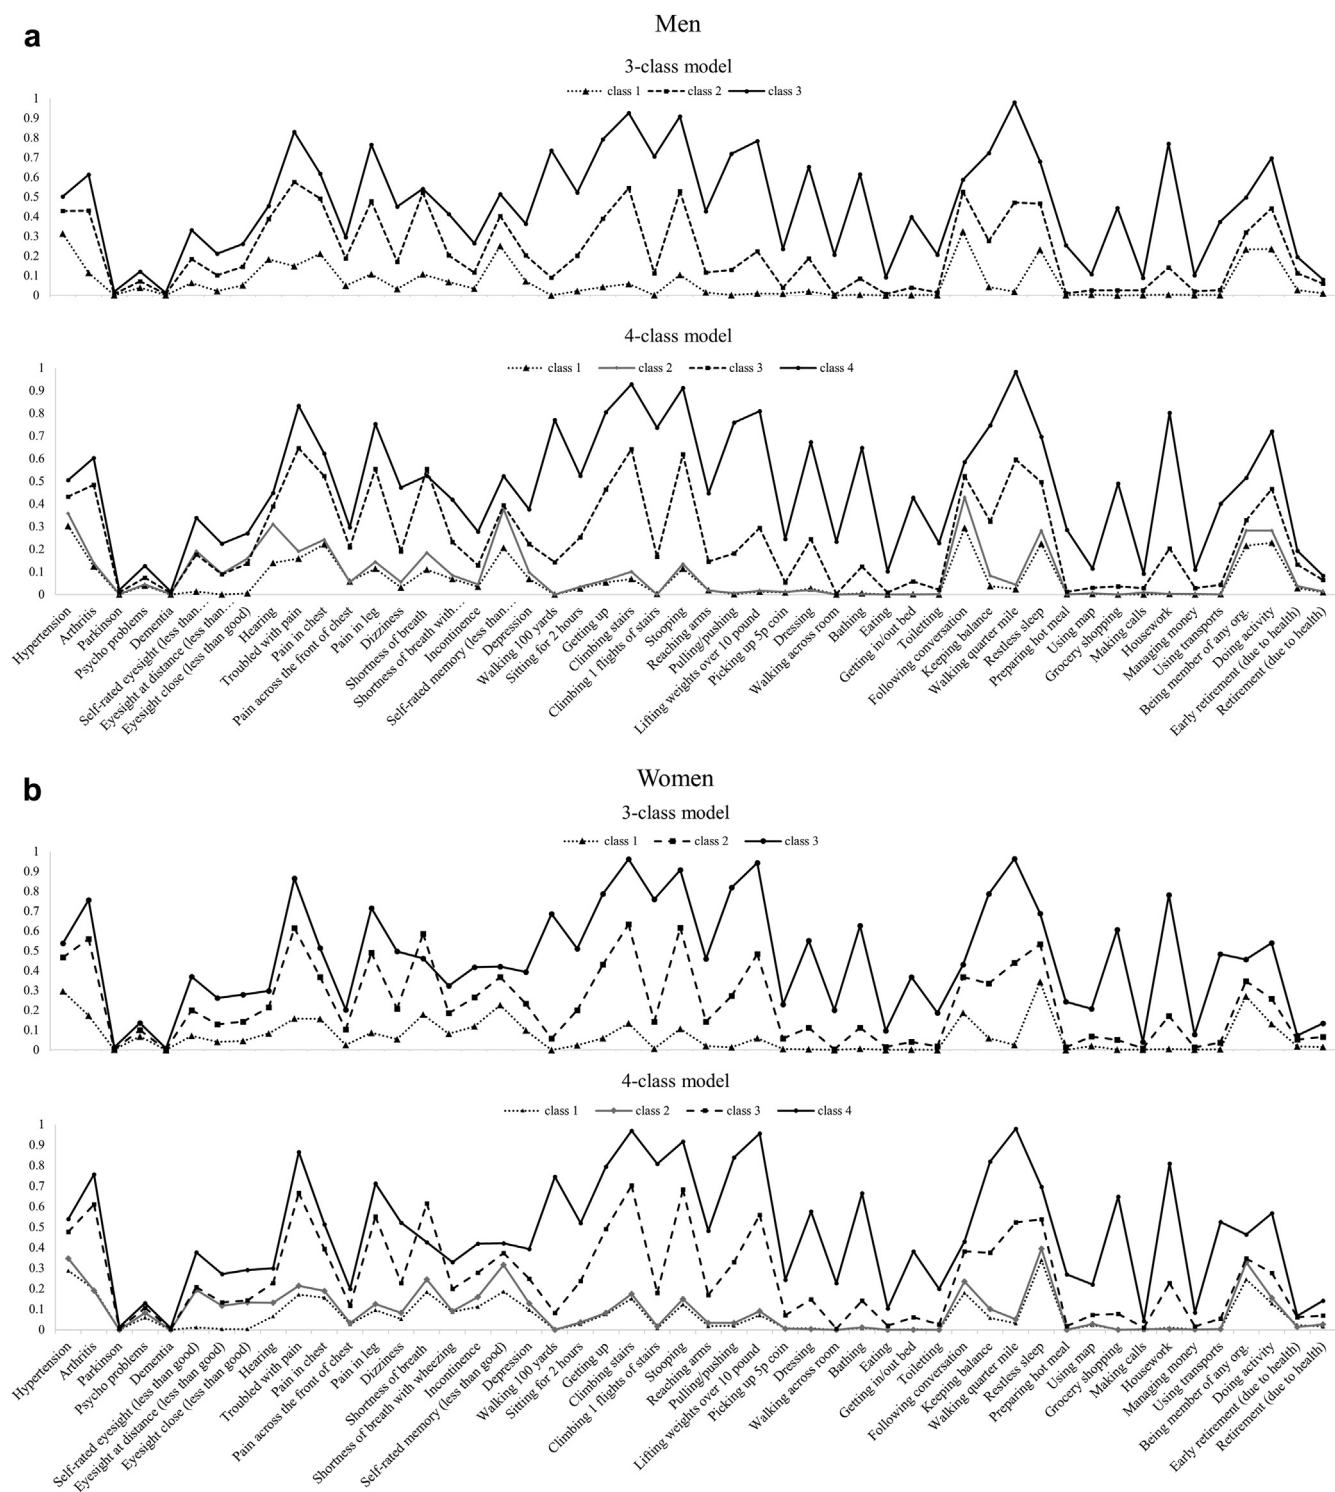 a
Men
3-class model
class 1 class 2 class 3
1
0.9
0.8
0.7
0.6
0.5
0.4
0.3
0.2
0.1
0
4-class model
class 1 class 2 class 3 class 4
1
0.9
0.8
0.7
0.6
0.5
0.4
0.3
0.2
0.1
0
Hypertension
Arthritis
Parkinson
Psycho problems
Dementia
Self-rated eyesight (less than…
Eyesight at distance (less than…
Eyesight close (less than good)
Hearing
Troubled with pain
Pain in chest
Pain across the front of chest
Pain in leg
Dizziness
Shortness of breath
Shortness of breath with…
Incontinence
Self-rated memory (less than…
Depression
Walking 100 yards
Sitting for 2 hours
Getting up
Climbing stairs
Climbing 1 flights of stairs
Stooping
Reaching arms
Pulling/pushing
Lifting weights over 10 pound
Picking up 5p coin
Dressing
Walking across room
Bathing
Eating
Getting in/out bed
Toiletting
Following conversation
Keeping balance
Walking quarter mile
Restless sleep
Preparing hot meal
Using map
Grocery shopping
Making calls
Housework
Managing money
Using transports
Being member of any org.
Doing activity
Early retirement (due to health)
Retirement (due to health)
b
Women
3-class model
class 1 class 2 class 3
1
0.9
0.8
0.7
0.6
0.5
0.4
0.3
0.2
0.1
0
4-class model
class 1 class 2 class 3 class 4
1
0.9
0.8
0.7
0.6
0.5
0.4
0.3
0.2
0.1
0
Hypertension
Arthritis
Parkinson
Psycho problems
Dementia
Self-rated eyesight (less than good)
Eyesight at distance (less than good)
Eyesight close (less than good)
Hearing
Troubled with pain
Pain in chest
Pain across the front of chest
Pain in leg
Dizziness
Shortness of breath
Shortness of breath with wheezing
Incontinence
Self-rated memory (less than good)
Depression
Walking 100 yards
Sitting for 2 hours
Getting up
Climbing stairs
Climbing 1 flights of stairs
Stooping
Reaching arms
Pulling/pushing
Lifting weights over 10 pound
Picking up 5p coin
Dressing
Walking across room
Bathing
Eating
Getting in/out bed
Toiletting
Following conversation
Keeping balance
Walking quarter mile
Restless sleep
Preparing hot meal
Using map
Grocery shopping
Making calls
Housework
Managing money
Using transports
Being member of any org.
Doing activity
Early retirement (due to health)
Retirement (due to health)